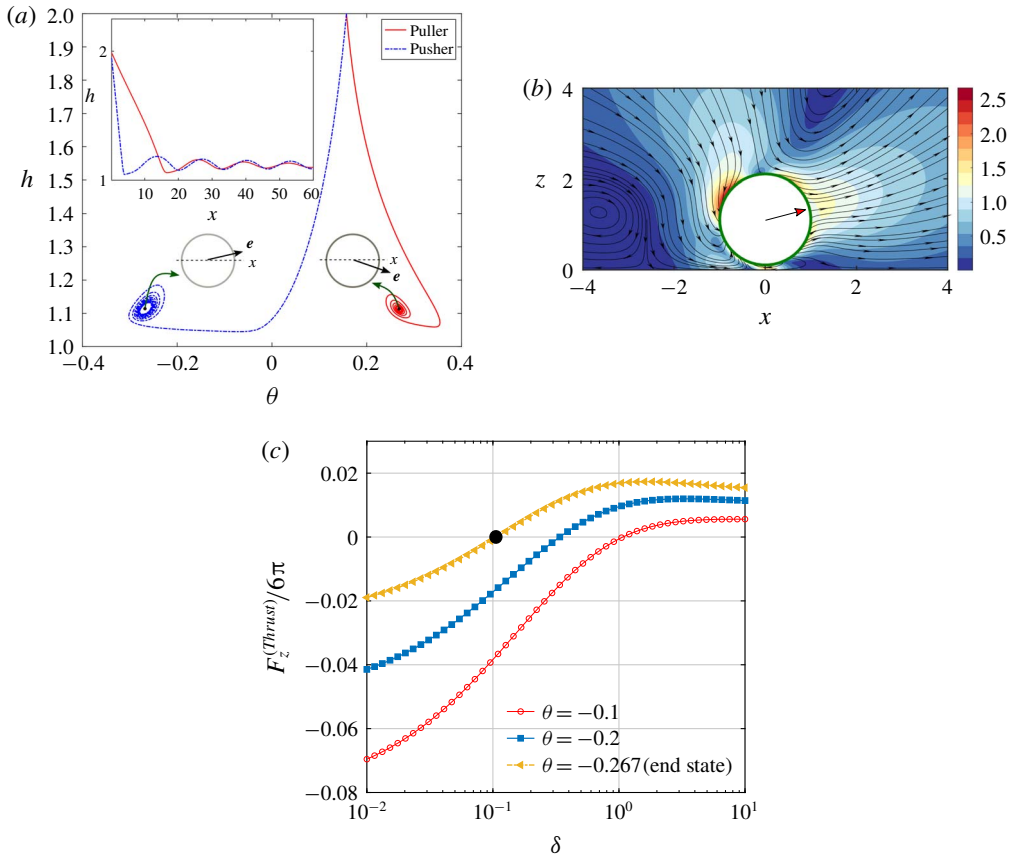 (a)
2.0
1.9
1.8
1.7
1.6
1.5
1.4
1.3
1.2
1.1
1.0
h
−0.4
−0.2
0
0.2
0.4
θ
Puller
Pusher
2
h
1
10
20
30
40
50
60
x
e
x
x
e
(b)
4
z
2
0
−4
−2
0
2
4
x
2.5
2.0
1.5
1.0
0.5
(c)
0.02
0
−0.02
−0.04
−0.06
−0.08
F_z^{(Thrust)}/6π
θ = −0.1
θ = −0.2
θ = −0.267 (end state)
10^{−2}
10^{−1}
10^{0}
10^{1}
δ